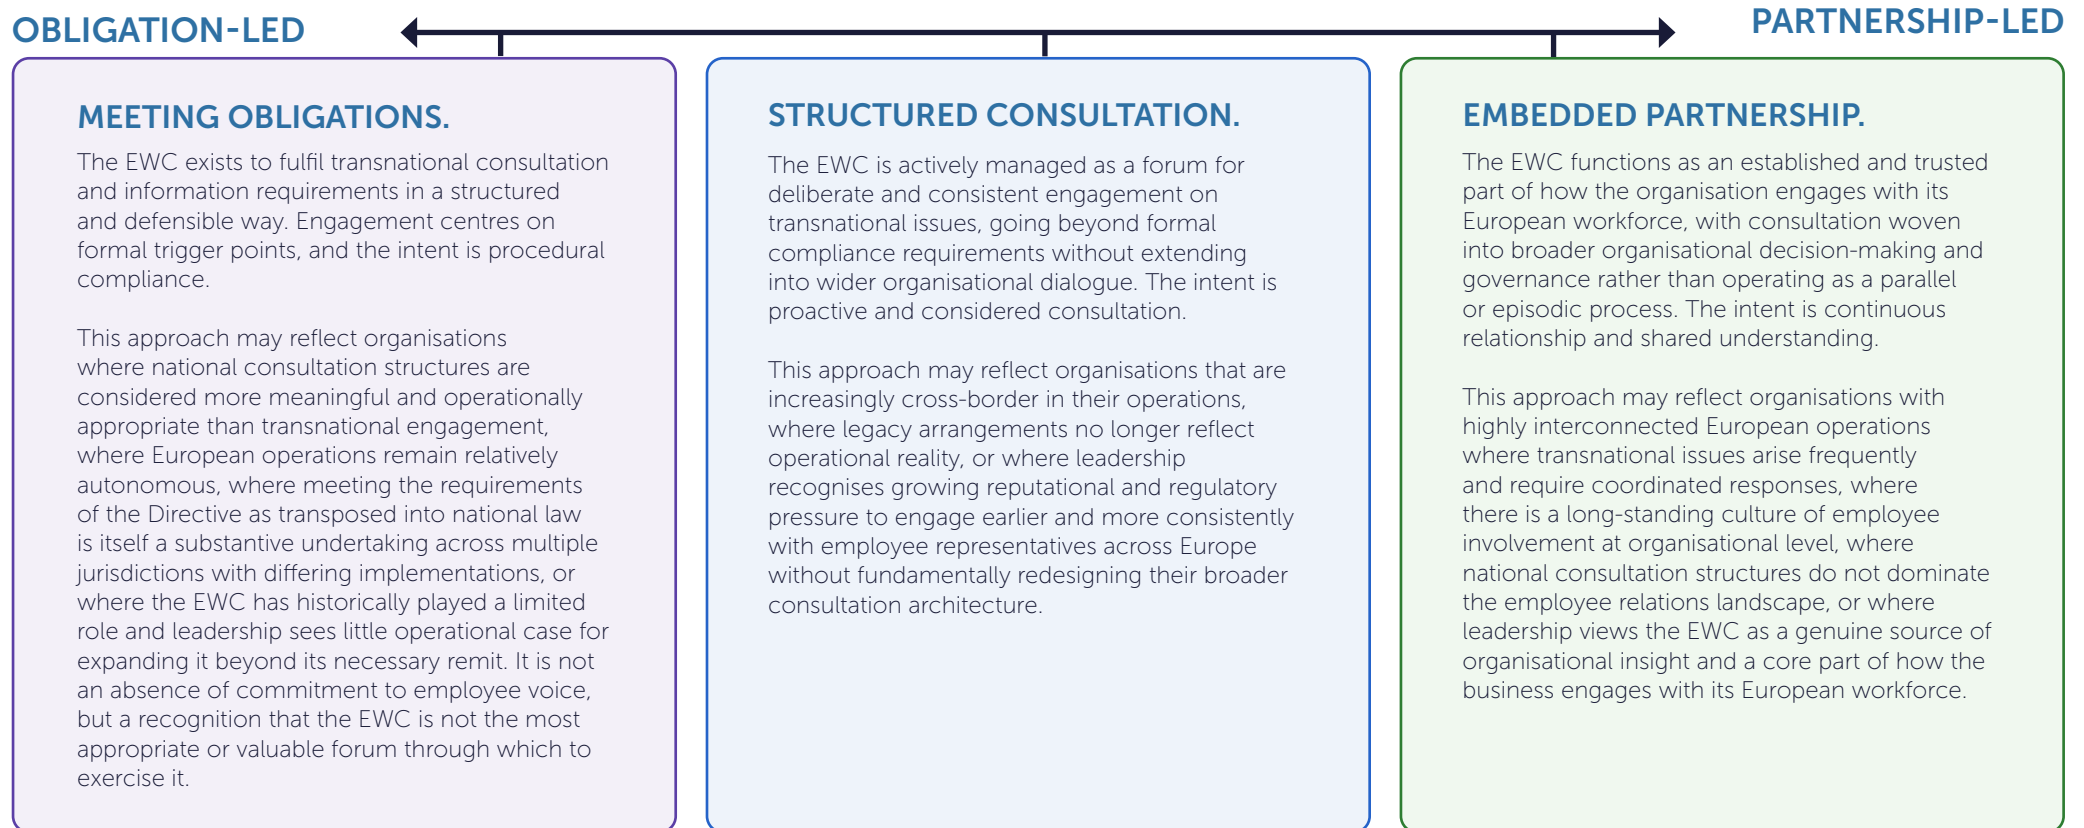 OBLIGATION-LED
PARTNERSHIP-LED
MEETING OBLIGATIONS.
The EWC exists to fulfil transnational consultation
and information requirements in a structured
and defensible way. Engagement centres on
formal trigger points, and the intent is procedural
compliance.
This approach may reflect organisations
where national consultation structures are
considered more meaningful and operationally
appropriate than transnational engagement,
where European operations remain relatively
autonomous, where meeting the requirements
of the Directive as transposed into national law
is itself a substantive undertaking across multiple
jurisdictions with differing implementations, or
where the EWC has historically played a limited
role and leadership sees little operational case for
expanding it beyond its necessary remit. It is not
an absence of commitment to employee voice,
but a recognition that the EWC is not the most
appropriate or valuable forum through which to
exercise it.
STRUCTURED CONSULTATION.
The EWC is actively managed as a forum for
deliberate and consistent engagement on
transnational issues, going beyond formal
compliance requirements without extending
into wider organisational dialogue. The intent is
proactive and considered consultation.
This approach may reflect organisations that are
increasingly cross-border in their operations,
where legacy arrangements no longer reflect
operational reality, or where leadership
recognises growing reputational and regulatory
pressure to engage earlier and more consistently
with employee representatives across Europe
without fundamentally redesigning their broader
consultation architecture.
EMBEDDED PARTNERSHIP.
The EWC functions as an established and trusted
part of how the organisation engages with its
European workforce, with consultation woven
into broader organisational decision-making and
governance rather than operating as a parallel
or episodic process. The intent is continuous
relationship and shared understanding.
This approach may reflect organisations with
highly interconnected European operations
where transnational issues arise frequently
and require coordinated responses, where
there is a long-standing culture of employee
involvement at organisational level, where
national consultation structures do not dominate
the employee relations landscape, or where
leadership views the EWC as a genuine source of
organisational insight and a core part of how the
business engages with its European workforce.